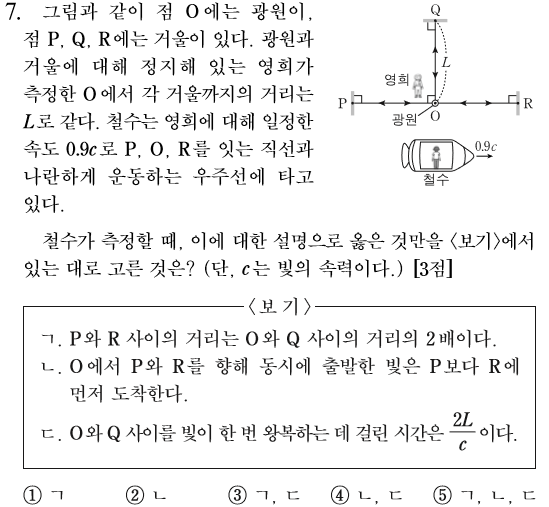 7. 그림과 같이 점 O에는 광원이,
점 P, Q, R에는 거울이 있다. 광원과
거울에 대해 정지해 있는 영희가
측정한 O에서 각 거울까지의 거리는
L로 같다. 철수는 영희에 대해 일정한
속도 0.9c로 P, O, R를 잇는 직선과
나란하게 운동하는 우주선에 타고
있다.
Q
L
영희
P
R
광원
O
0.9c
철수
철수가 측정할 때, 이에 대한 설명으로 옳은 것만을 〈보기〉에서
있는 대로 고른 것은? (단, c는 빛의 속력이다.) [3점]
〈보 기〉
ㄱ. P와 R 사이의 거리는 O와 Q 사이의 거리의 2배이다.
ㄴ. O에서 P와 R를 향해 동시에 출발한 빛은 P보다 R에
먼저 도착한다.
ㄷ. O와 Q 사이를 빛이 한 번 왕복하는 데 걸린 시간은 2L/c 이다.
① ㄱ ② ㄴ ③ ㄱ, ㄷ ④ ㄴ, ㄷ ⑤ ㄱ, ㄴ, ㄷ